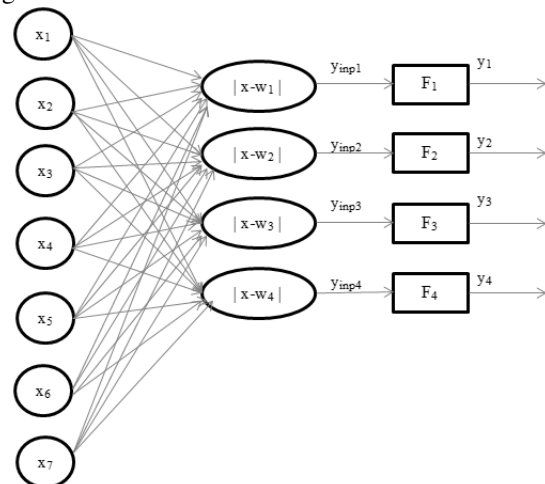 x1
x2
x3
x4
x5
x6
x7
|x-w1|
|x-w2|
|x-w3|
|x-w4|
yinp1
yinp2
yinp3
yinp4
F1
F2
F3
F4
y1
y2
y3
y4